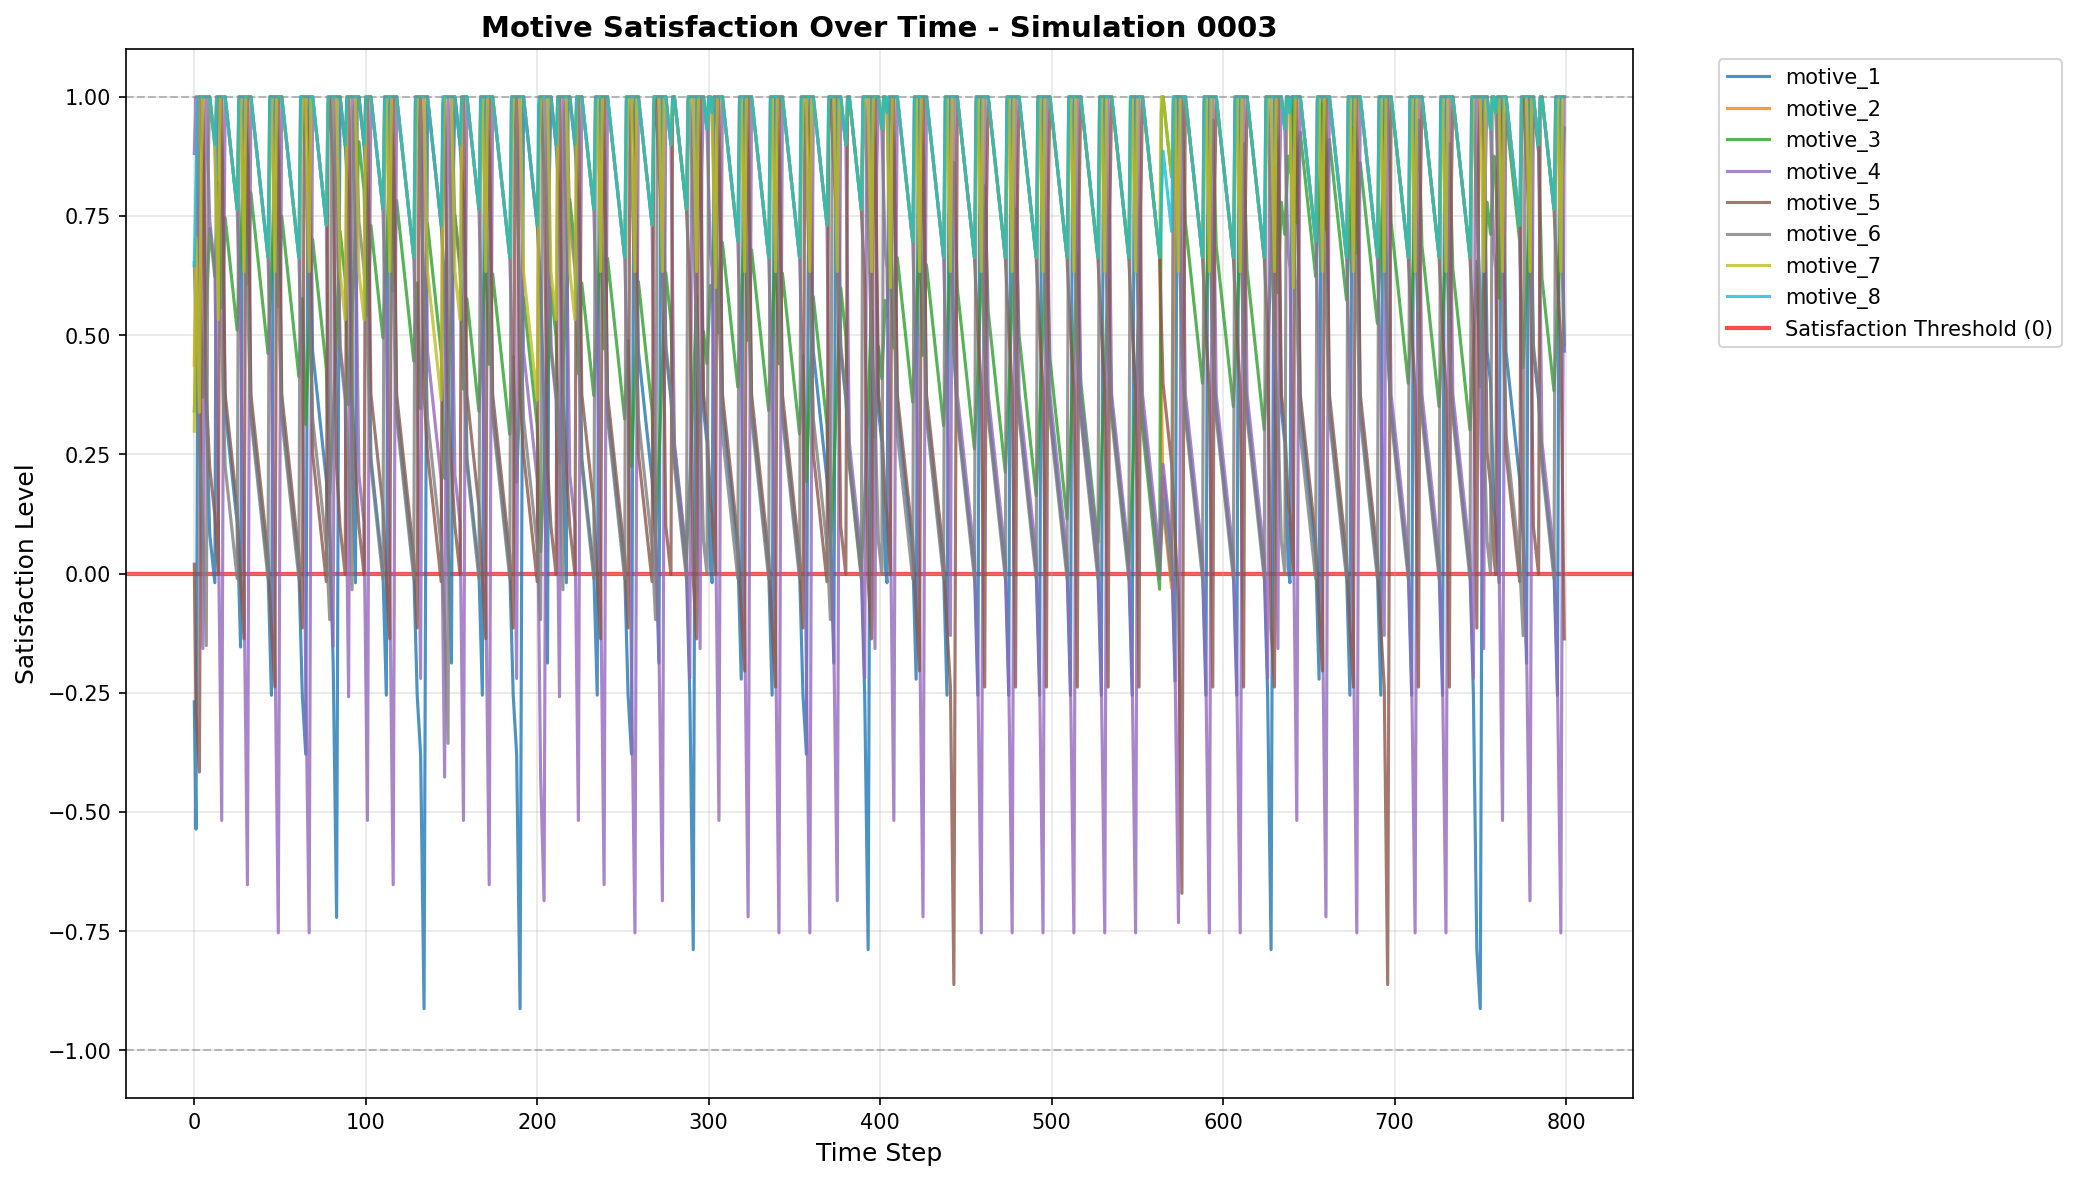 Motive Satisfaction Over Time - Simulation 0003
1.00
0.75
0.50
0.25
0.00
−0.25
−0.50
−0.75
−1.00
Satisfaction Level
0 100 200 300 400 500 600 700 800
Time Step
motive_1
motive_2
motive_3
motive_4
motive_5
motive_6
motive_7
motive_8
Satisfaction Threshold (0)